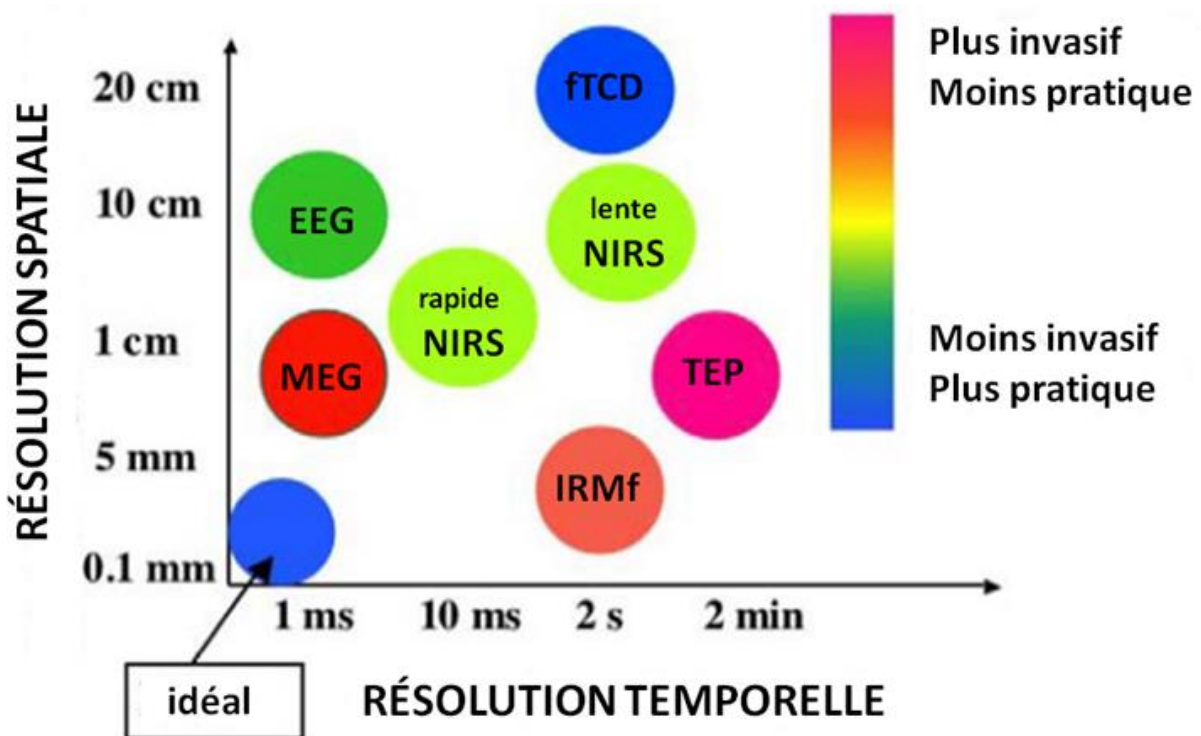 RÉSOLUTION SPATIALE
20 cm
10 cm
1 cm
5 mm
0.1 mm
fTCD
EEG
lente
NIRS
rapide
NIRS
MEG
TEP
IRMf
1 ms
10 ms
2 s
2 min
idéal
RÉSOLUTION TEMPORELLE
Plus invasif
Moins pratique
Moins invasif
Plus pratique